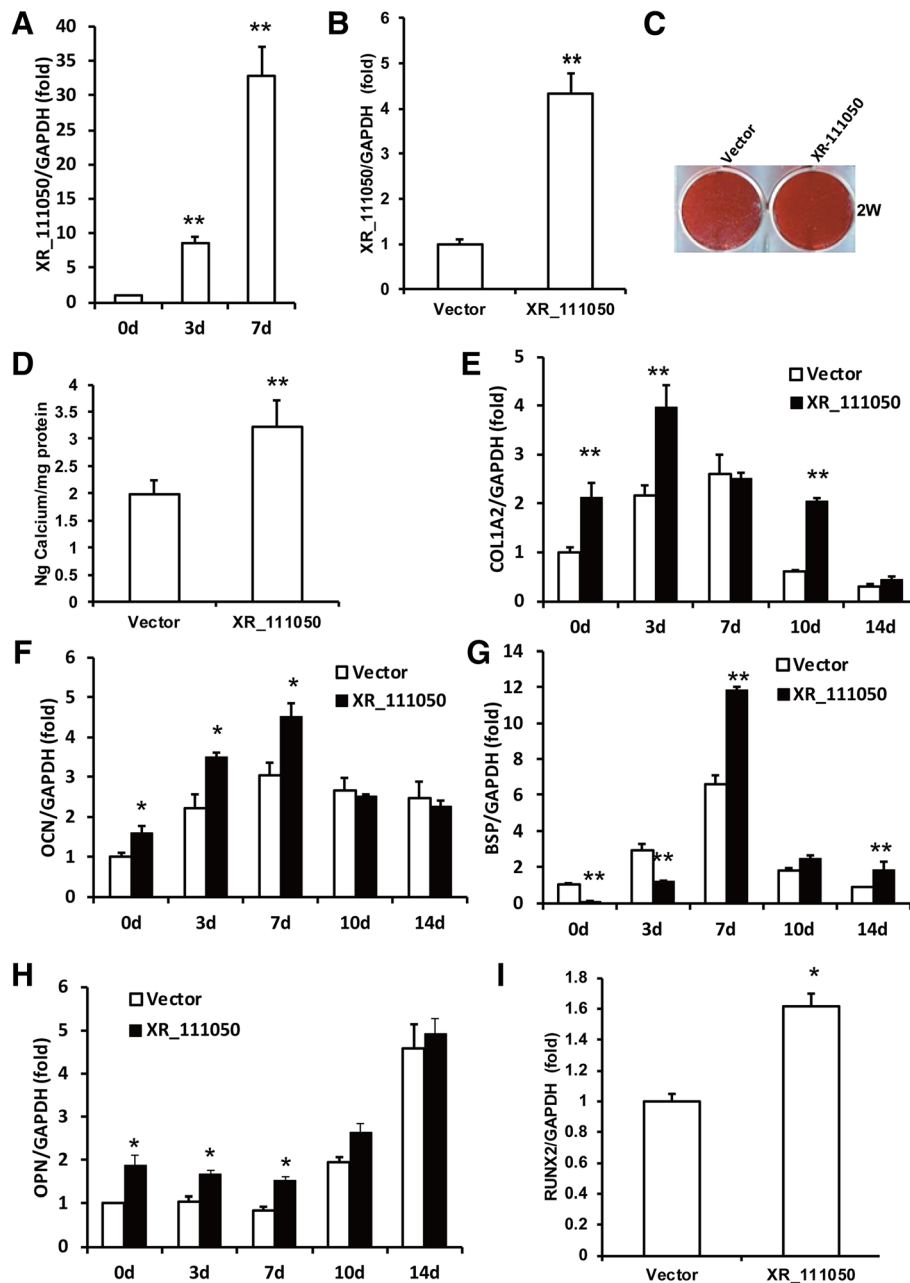 A
XR_111050/GAPDH (fold)
40
35
30
25
20
15
10
5
0
**
**
0d 3d 7d
B
XR_111050/GAPDH (fold)
6
5
4
3
2
1
0
**
Vector XR_111050
C
Vector XR-111050
2W
D
Ng Calcium/mg protein
4
3.5
3
2.5
2
1.5
1
0.5
0
**
Vector XR_111050
E
COL1A2/GAPDH (fold)
5
4
3
2
1
0
Vector
XR_111050
**
**
**
0d 3d 7d 10d 14d
F
OCN/GAPDH (fold)
6
5
4
3
2
1
0
Vector
XR_111050
*
*
*
0d 3d 7d 10d 14d
G
BSP/GAPDH (fold)
14
12
10
8
6
4
2
0
Vector
XR_111050
**
**
**
**
0d 3d 7d 10d 14d
H
OPN/GAPDH (fold)
6
5
4
3
2
1
0
Vector
XR_111050
*
*
*
0d 3d 7d 10d 14d
I
RUNX2/GAPDH (fold)
1.8
1.6
1.4
1.2
1
0.8
0.6
0.4
0.2
0
*
Vector XR_111050